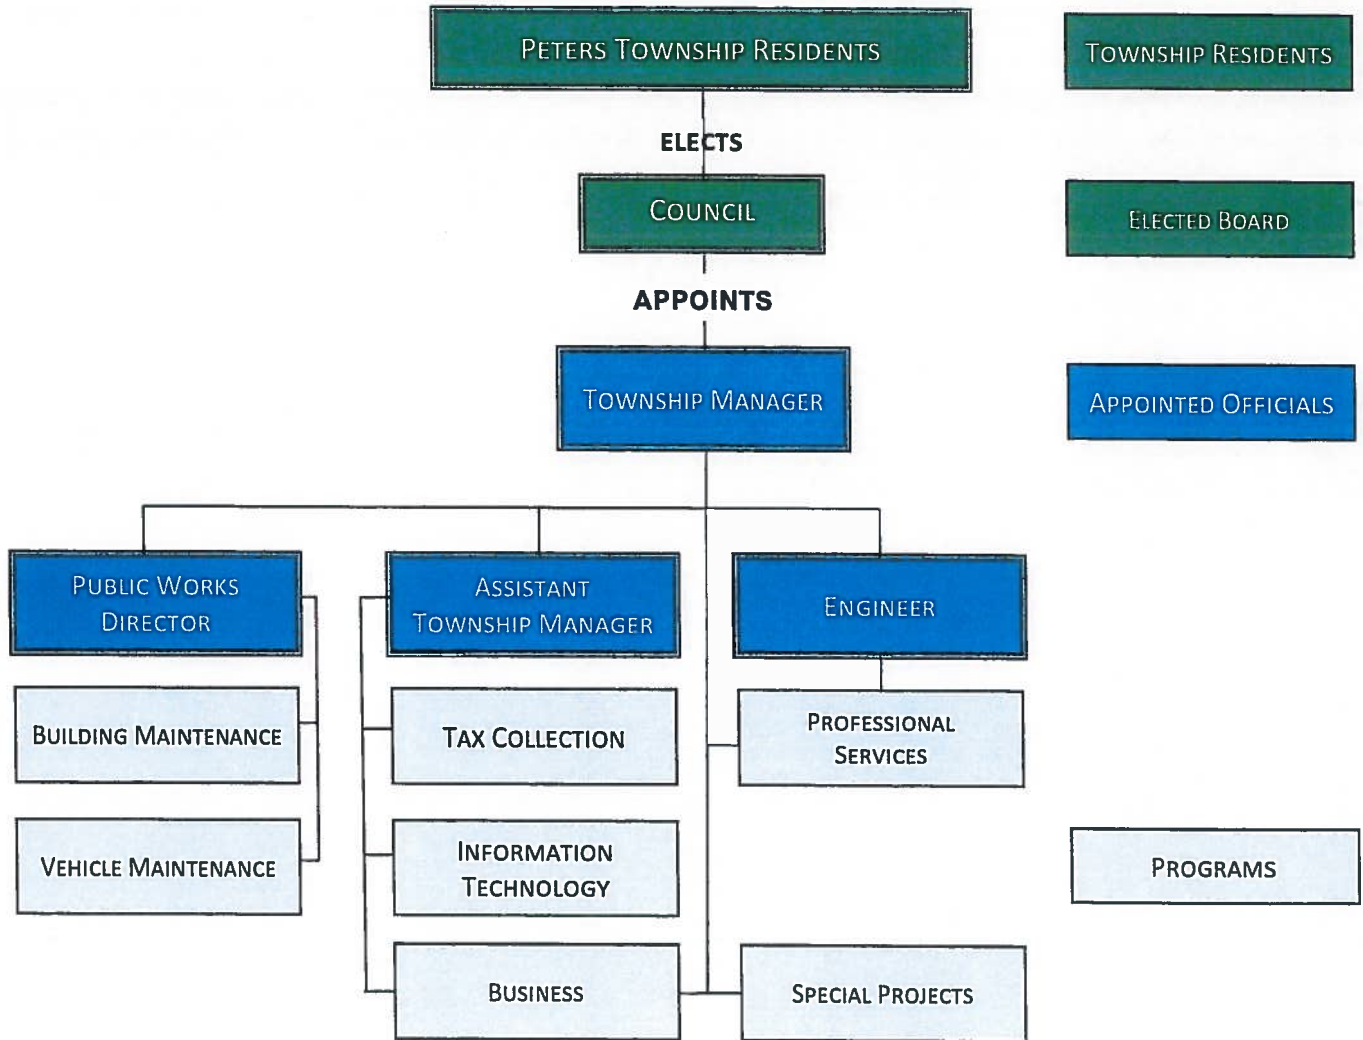 PETERS TOWNSHIP RESIDENTS
TOWNSHIP RESIDENTS
ELECTS
COUNCIL
ELECTED BOARD
APPOINTS
TOWNSHIP MANAGER
APPOINTED OFFICIALS
PUBLIC WORKS
DIRECTOR
ASSISTANT
TOWNSHIP MANAGER
ENGINEER
BUILDING MAINTENANCE
TAX COLLECTION
PROFESSIONAL
SERVICES
VEHICLE MAINTENANCE
INFORMATION
TECHNOLOGY
PROGRAMS
BUSINESS
SPECIAL PROJECTS